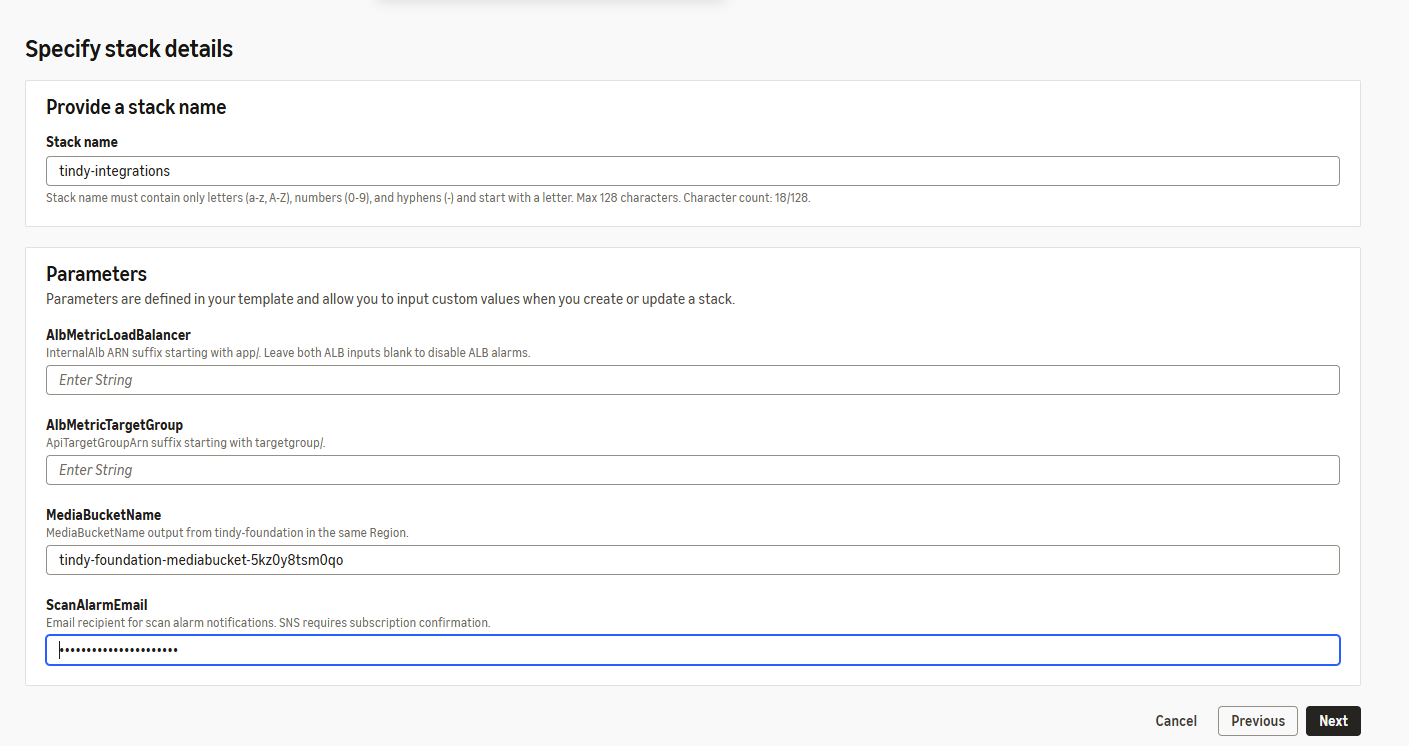 Specify stack details
Provide a stack name
Stack name
tindy-integrations
Stack name must contain only letters (a-z, A-Z), numbers (0-9), and hyphens (-) and start with a letter. Max 128 characters. Character count: 18/128.
Parameters
Parameters are defined in your template and allow you to input custom values when you create or update a stack.
AlbMetricLoadBalancer
InternalAlb ARN suffix starting with app/. Leave both ALB inputs blank to disable ALB alarms.
Enter String
AlbMetricTargetGroup
ApiTargetGroupArn suffix starting with targetgroup/.
Enter String
MediaBucketName
MediaBucketName output from tindy-foundation in the same Region.
tindy-foundation-mediabucket-5kz0y8tsm0qo
ScanAlarmEmail
Email recipient for scan alarm notifications. SNS requires subscription confirmation.
••••••••••••••••••••••
Cancel Previous Next